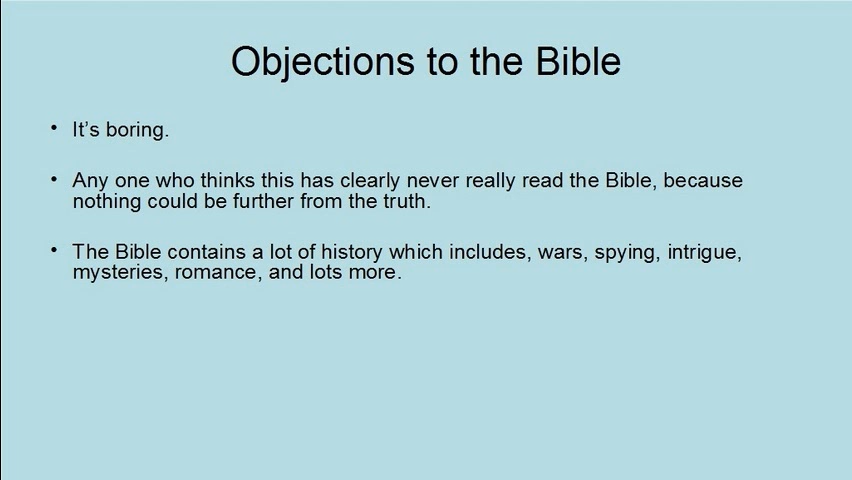 Objections to the Bible
• It's boring.
• Any one who thinks this has clearly never really read the Bible, because
nothing could be further from the truth.
• The Bible contains a lot of history which includes, wars, spying, intrigue,
mysteries, romance, and lots more.